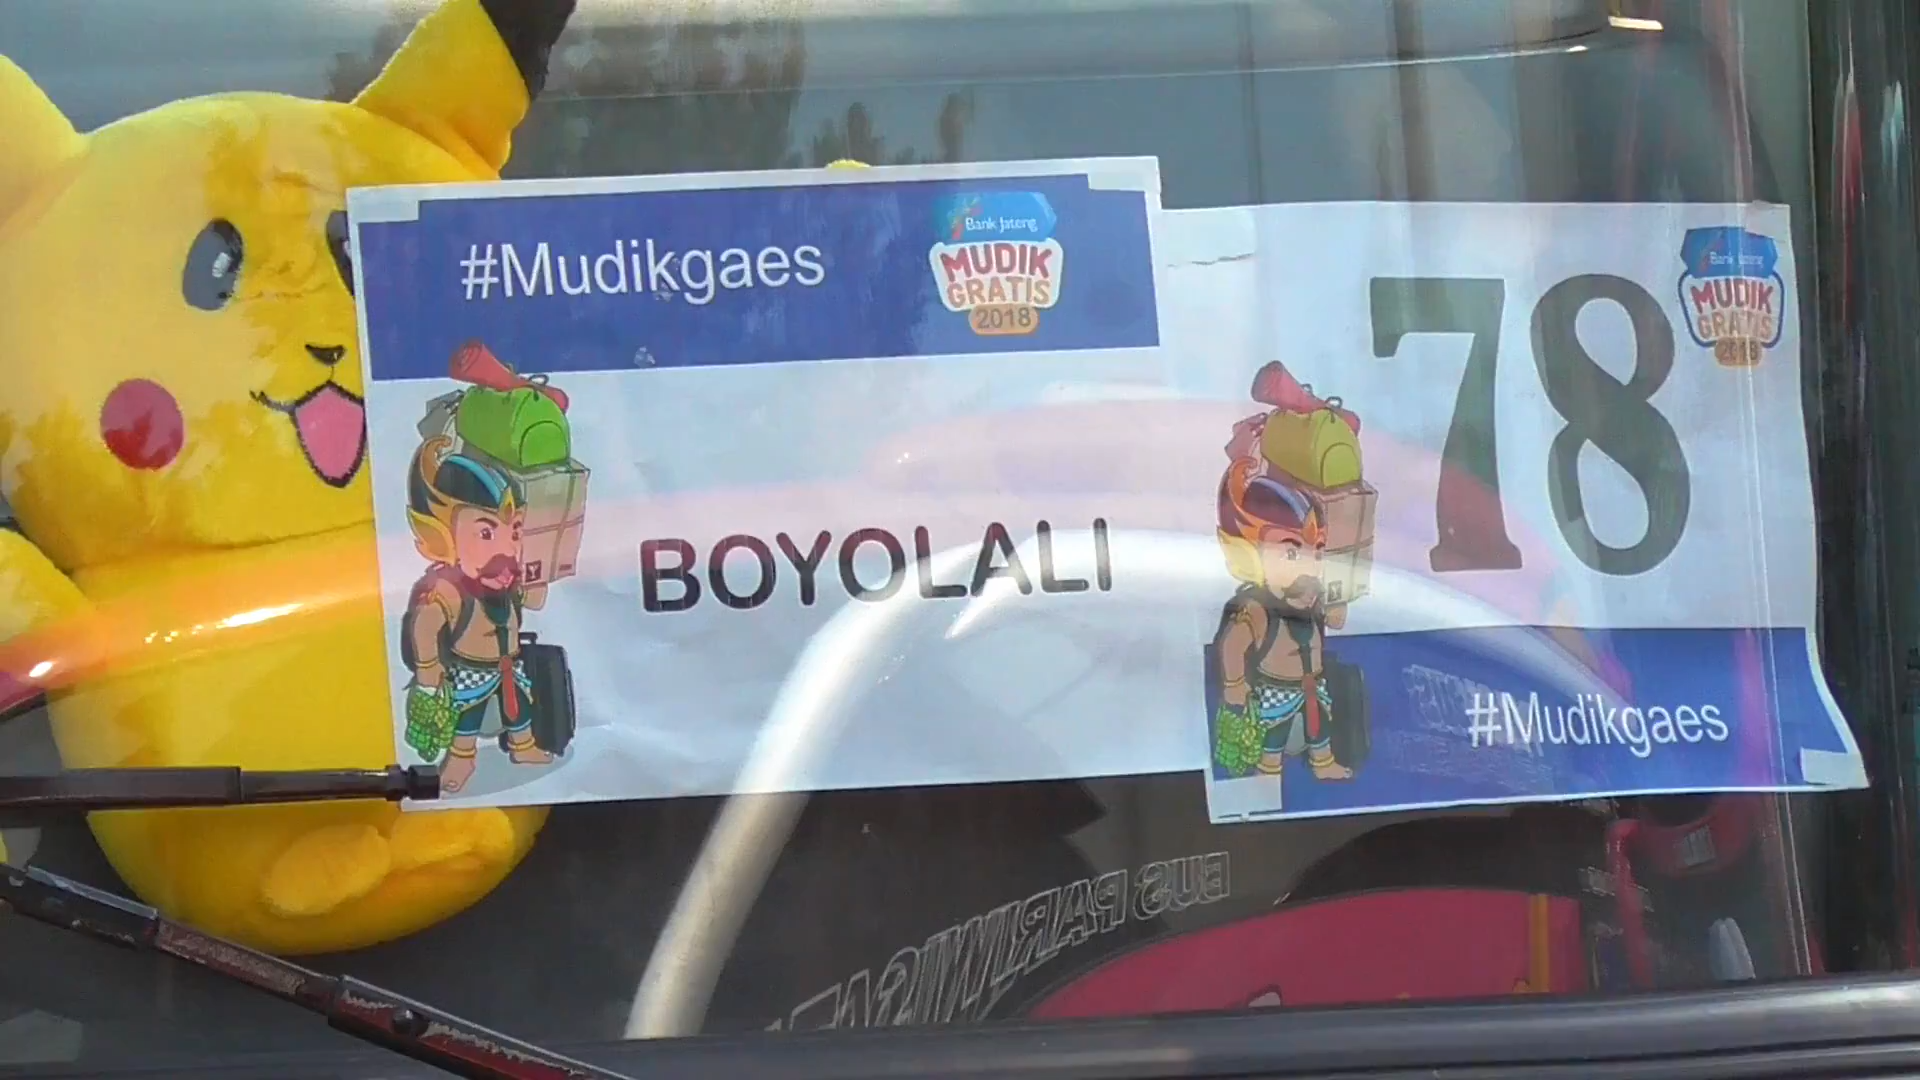 #Mudikgaes
Bank Jateng
MUDIK
GRATIS
2018
BOYOLALI
78
Bank Jateng
MUDIK
GRATIS
2018
#Mudikgaes
BUS PARIWISATA